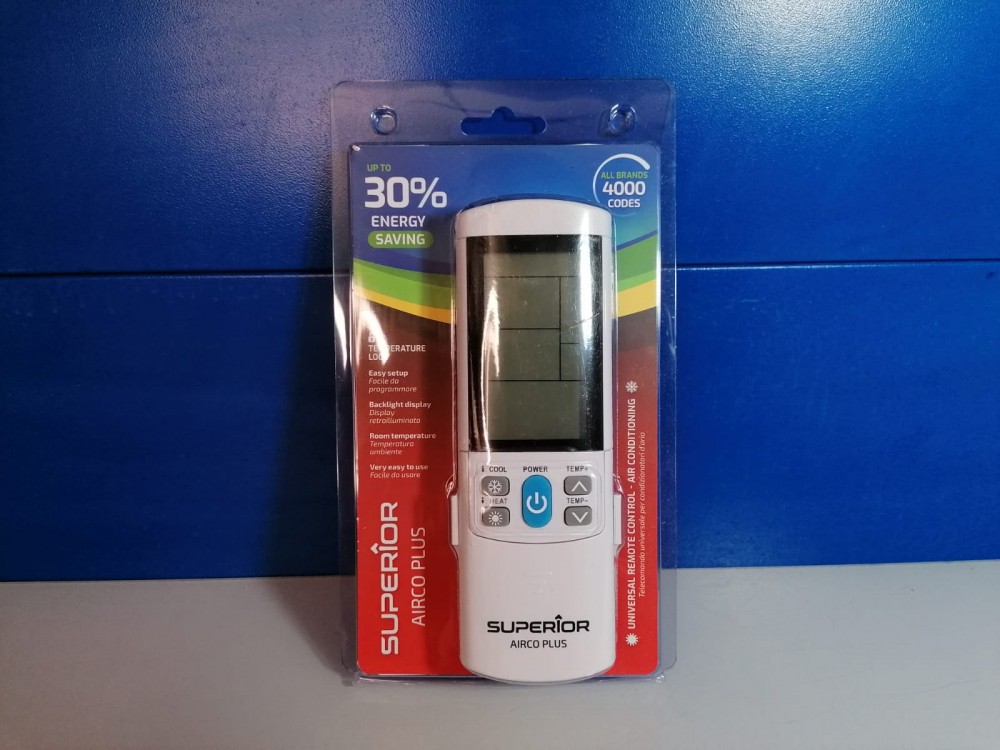 UP TO
30%
ENERGY
SAVING
ALL BRANDS
4000
CODES
TEMPERATURE
Easy setup
Facile da
programmare
Backlight display
Display
retroilluminato
Room temperature
Temperatura
ambiente
Very easy to use
Facile da usare
SUPERIOR
AIRCO PLUS
COOL
POWER
TEMP+
HEAT
TEMP-
SUPERIOR
AIRCO PLUS
UNIVERSAL REMOTE CONTROL - AIR CONDITIONING
Telecomando universale per condizionatori d'aria